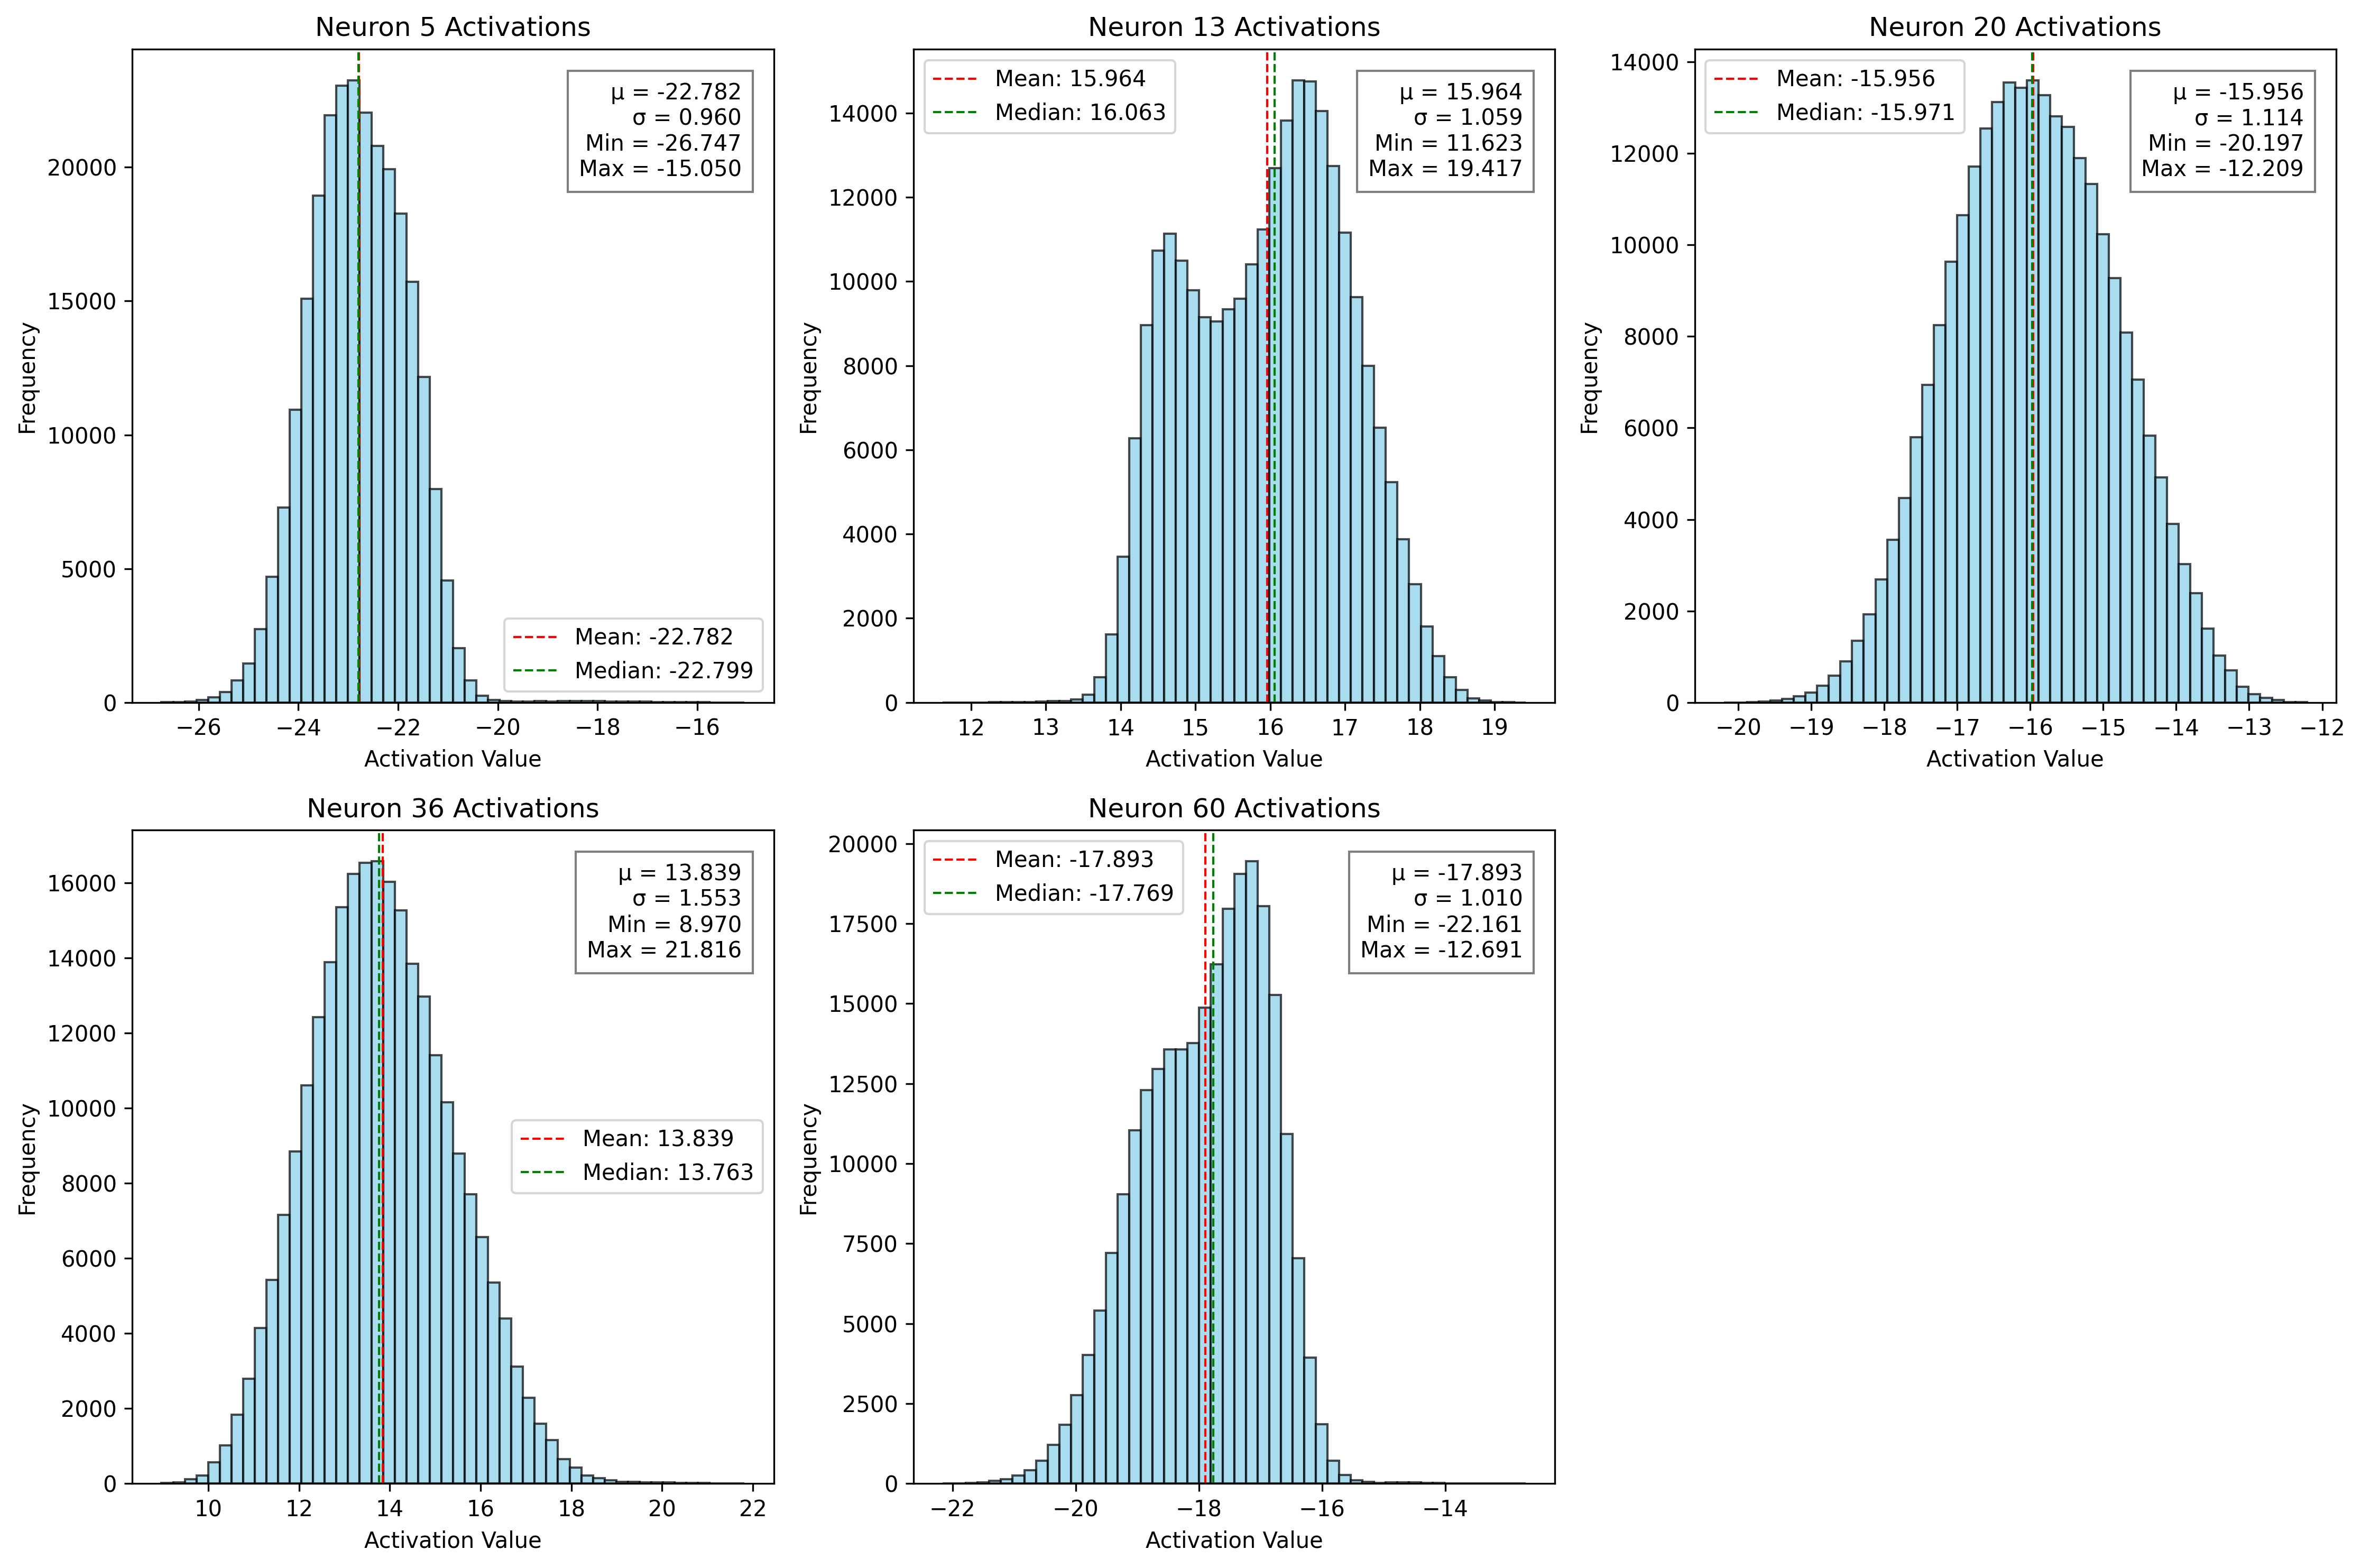 Neuron 5 Activations
μ = -22.782
σ = 0.960
Min = -26.747
Max = -15.050
Mean: -22.782
Median: -22.799
20000
15000
10000
5000
0
Frequency
−26 −24 −22 −20 −18 −16
Activation Value
Neuron 13 Activations
Mean: 15.964
Median: 16.063
μ = 15.964
σ = 1.059
Min = 11.623
Max = 19.417
14000
12000
10000
8000
6000
4000
2000
0
Frequency
12 13 14 15 16 17 18 19
Activation Value
Neuron 20 Activations
Mean: -15.956
Median: -15.971
μ = -15.956
σ = 1.114
Min = -20.197
Max = -12.209
14000
12000
10000
8000
6000
4000
2000
0
Frequency
−20 −19 −18 −17 −16 −15 −14 −13 −12
Activation Value
Neuron 36 Activations
μ = 13.839
σ = 1.553
Min = 8.970
Max = 21.816
Mean: 13.839
Median: 13.763
16000
14000
12000
10000
8000
6000
4000
2000
0
Frequency
10 12 14 16 18 20 22
Activation Value
Neuron 60 Activations
Mean: -17.893
Median: -17.769
μ = -17.893
σ = 1.010
Min = -22.161
Max = -12.691
20000
17500
15000
12500
10000
7500
5000
2500
0
Frequency
−22 −20 −18 −16 −14
Activation Value